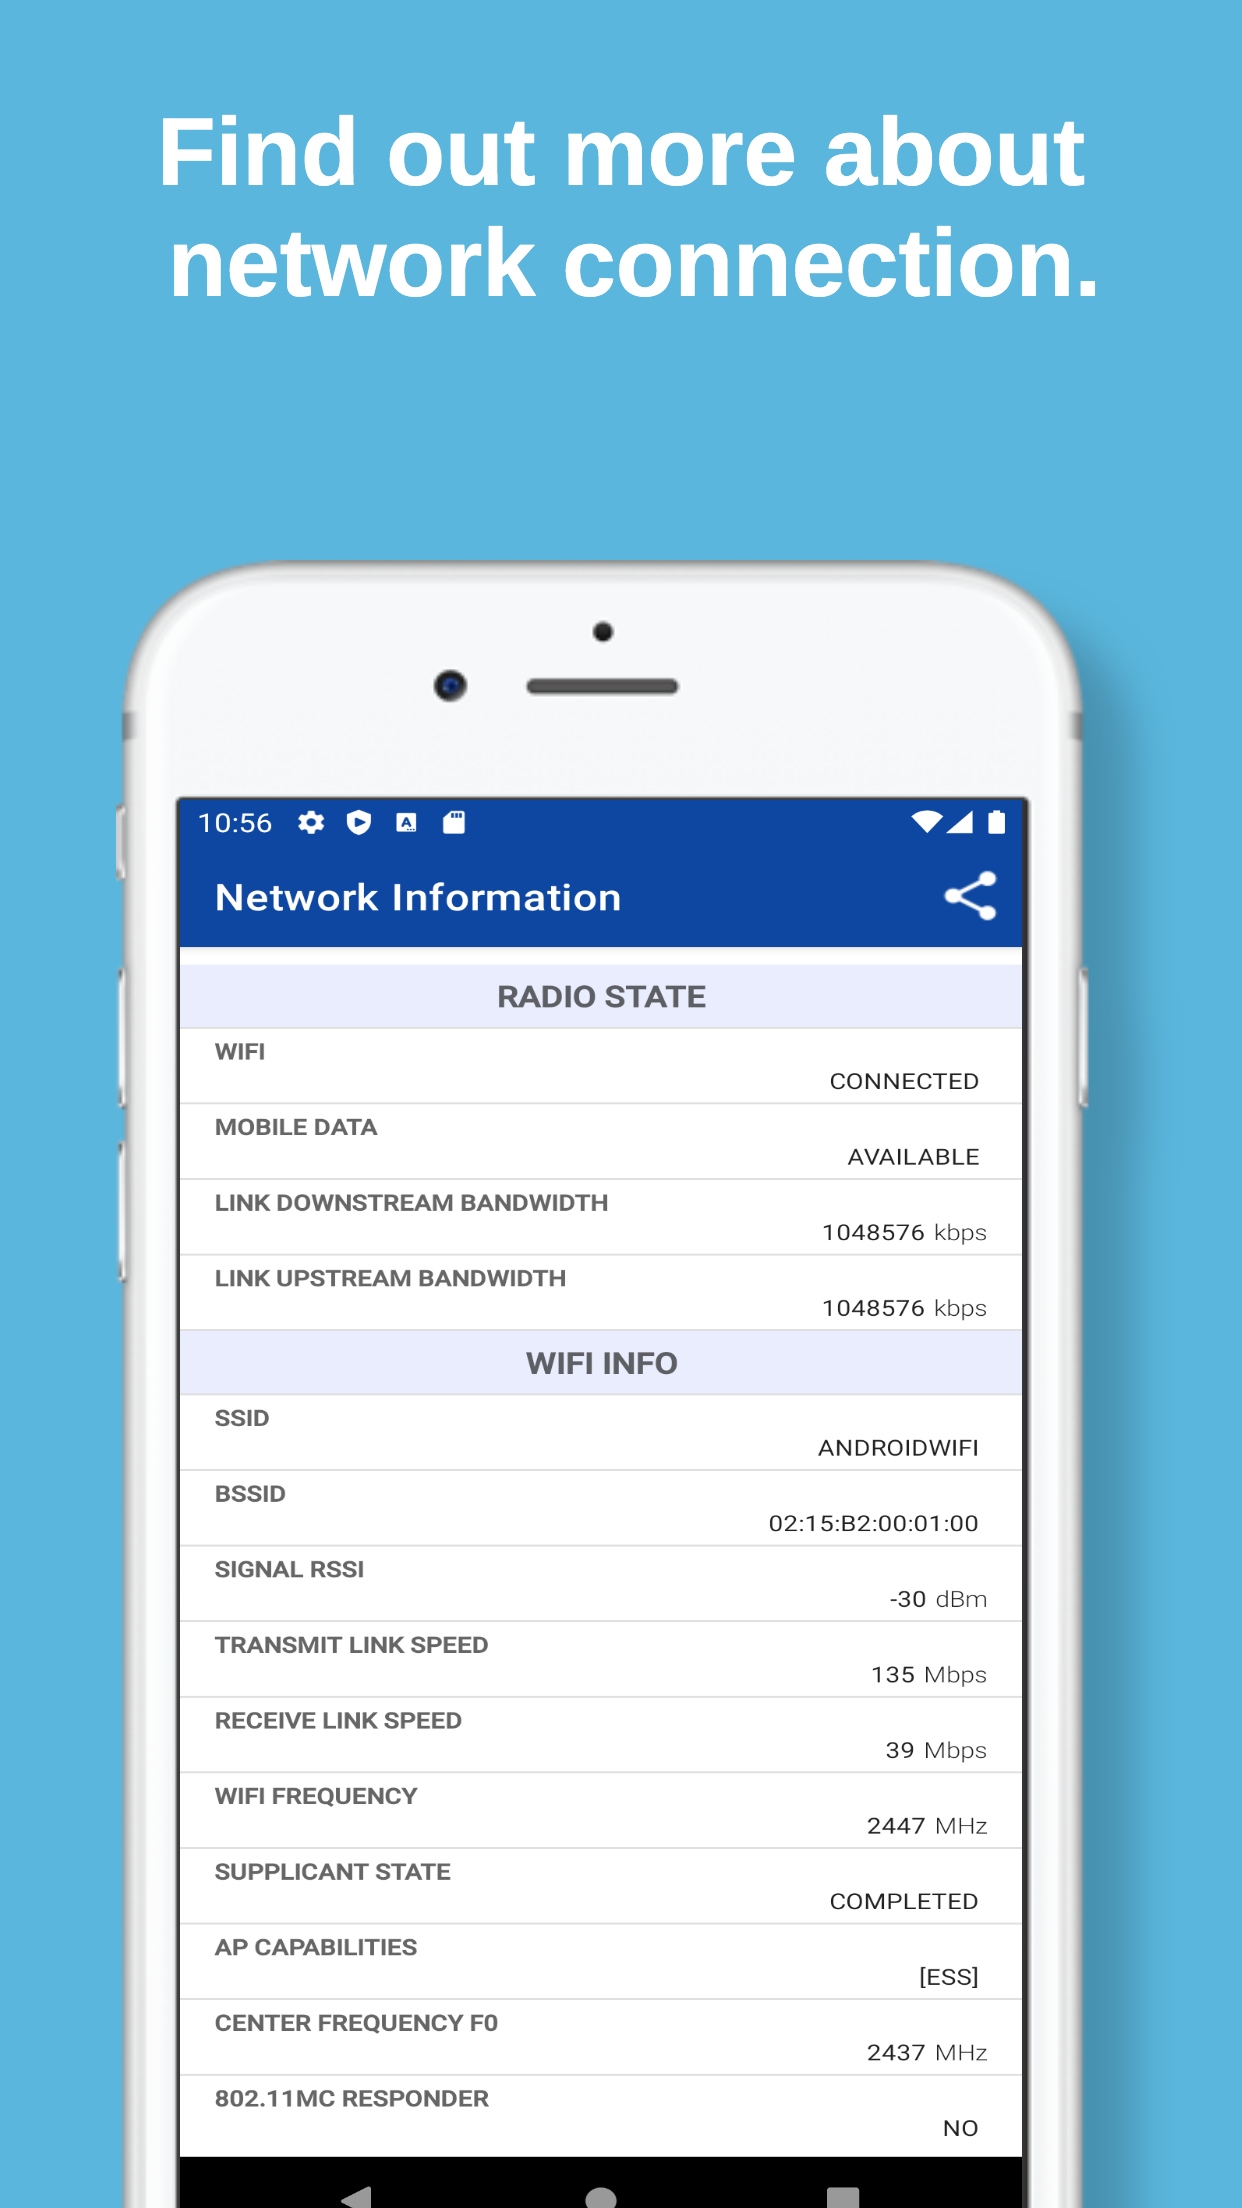 Find out more about
network connection.
10:56
Network Information
RADIO STATE
WIFI
CONNECTED
MOBILE DATA
AVAILABLE
LINK DOWNSTREAM BANDWIDTH
1048576 kbps
LINK UPSTREAM BANDWIDTH
1048576 kbps
WIFI INFO
SSID
ANDROIDWIFI
BSSID
02:15:B2:00:01:00
SIGNAL RSSI
-30 dBm
TRANSMIT LINK SPEED
135 Mbps
RECEIVE LINK SPEED
39 Mbps
WIFI FREQUENCY
2447 MHz
SUPPLICANT STATE
COMPLETED
AP CAPABILITIES
[ESS]
CENTER FREQUENCY F0
2437 MHz
802.11MC RESPONDER
NO